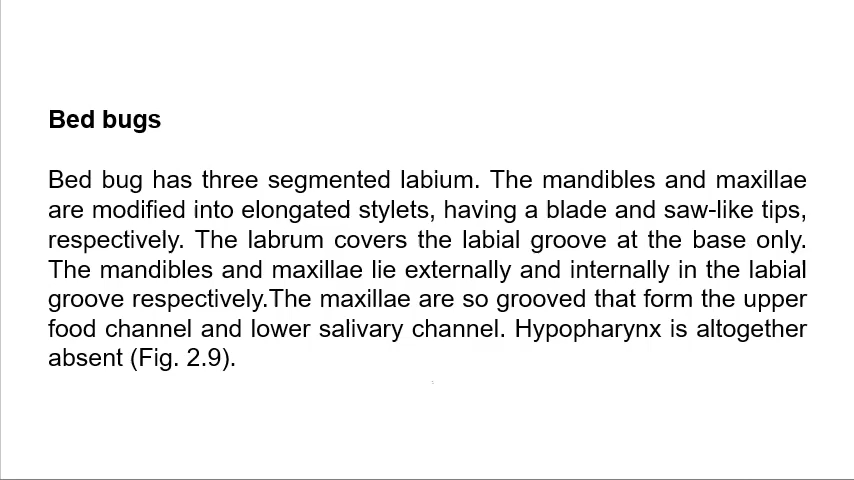 Bed bugs
Bed bug has three segmented labium. The mandibles and maxillae
are modified into elongated stylets, having a blade and saw-like tips,
respectively. The labrum covers the labial groove at the base only.
The mandibles and maxillae lie externally and internally in the labial
groove respectively.The maxillae are so grooved that form the upper
food channel and lower salivary channel. Hypopharynx is altogether
absent (Fig. 2.9).